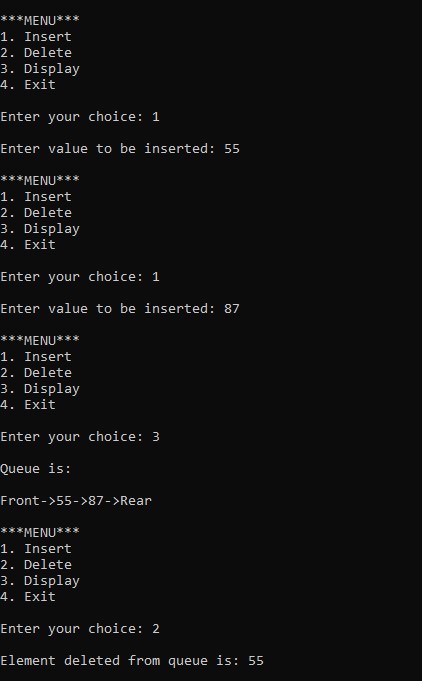 ***MENU***
1. Insert
2. Delete
3. Display
4. Exit
Enter your choice: 1
Enter value to be inserted: 55
***MENU***
1. Insert
2. Delete
3. Display
4. Exit
Enter your choice: 1
Enter value to be inserted: 87
***MENU***
1. Insert
2. Delete
3. Display
4. Exit
Enter your choice: 3
Queue is:
Front->55->87->Rear
***MENU***
1. Insert
2. Delete
3. Display
4. Exit
Enter your choice: 2
Element deleted from queue is: 55